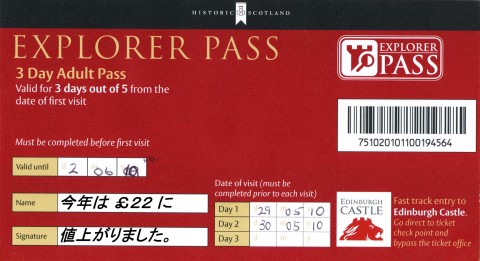 HISTORIC SCOTLAND
EXPLORER PASS
3 Day Adult Pass
Valid for 3 days out of 5 from the
date of first visit
EXPLORER
PASS
7510201101100194564
Must be completed before first visit
Valid until 2 06 10
Date of visit (must be
completed prior to each visit)
Name 今年は £22 に
Signature 値上がりました。
Day 1 29 05 10
Day 2 30 05 10
Day 3
EDINBURGH
CASTLE
Fast track entry to
Edinburgh Castle.
Go direct to ticket
check point and
bypass the ticket office